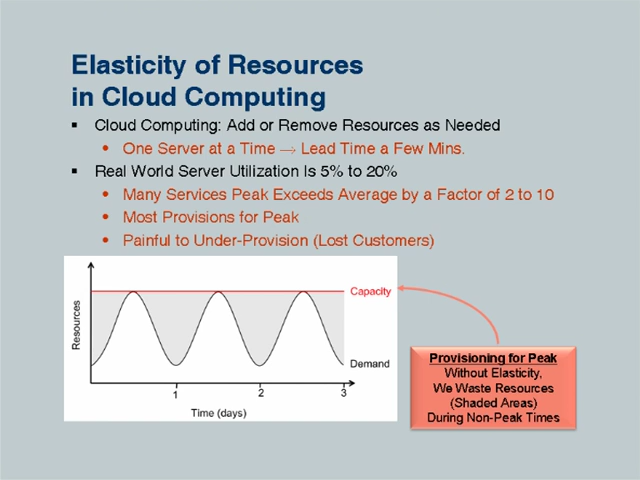 Elasticity of Resources
in Cloud Computing
▪ Cloud Computing: Add or Remove Resources as Needed
• One Server at a Time → Lead Time a Few Mins.
▪ Real World Server Utilization Is 5% to 20%
• Many Services Peak Exceeds Average by a Factor of 2 to 10
• Most Provisions for Peak
• Painful to Under-Provision (Lost Customers)
Resources
Capacity
Demand
1 2 3
Time (days)
Provisioning for Peak
Without Elasticity,
We Waste Resources
(Shaded Areas)
During Non-Peak Times